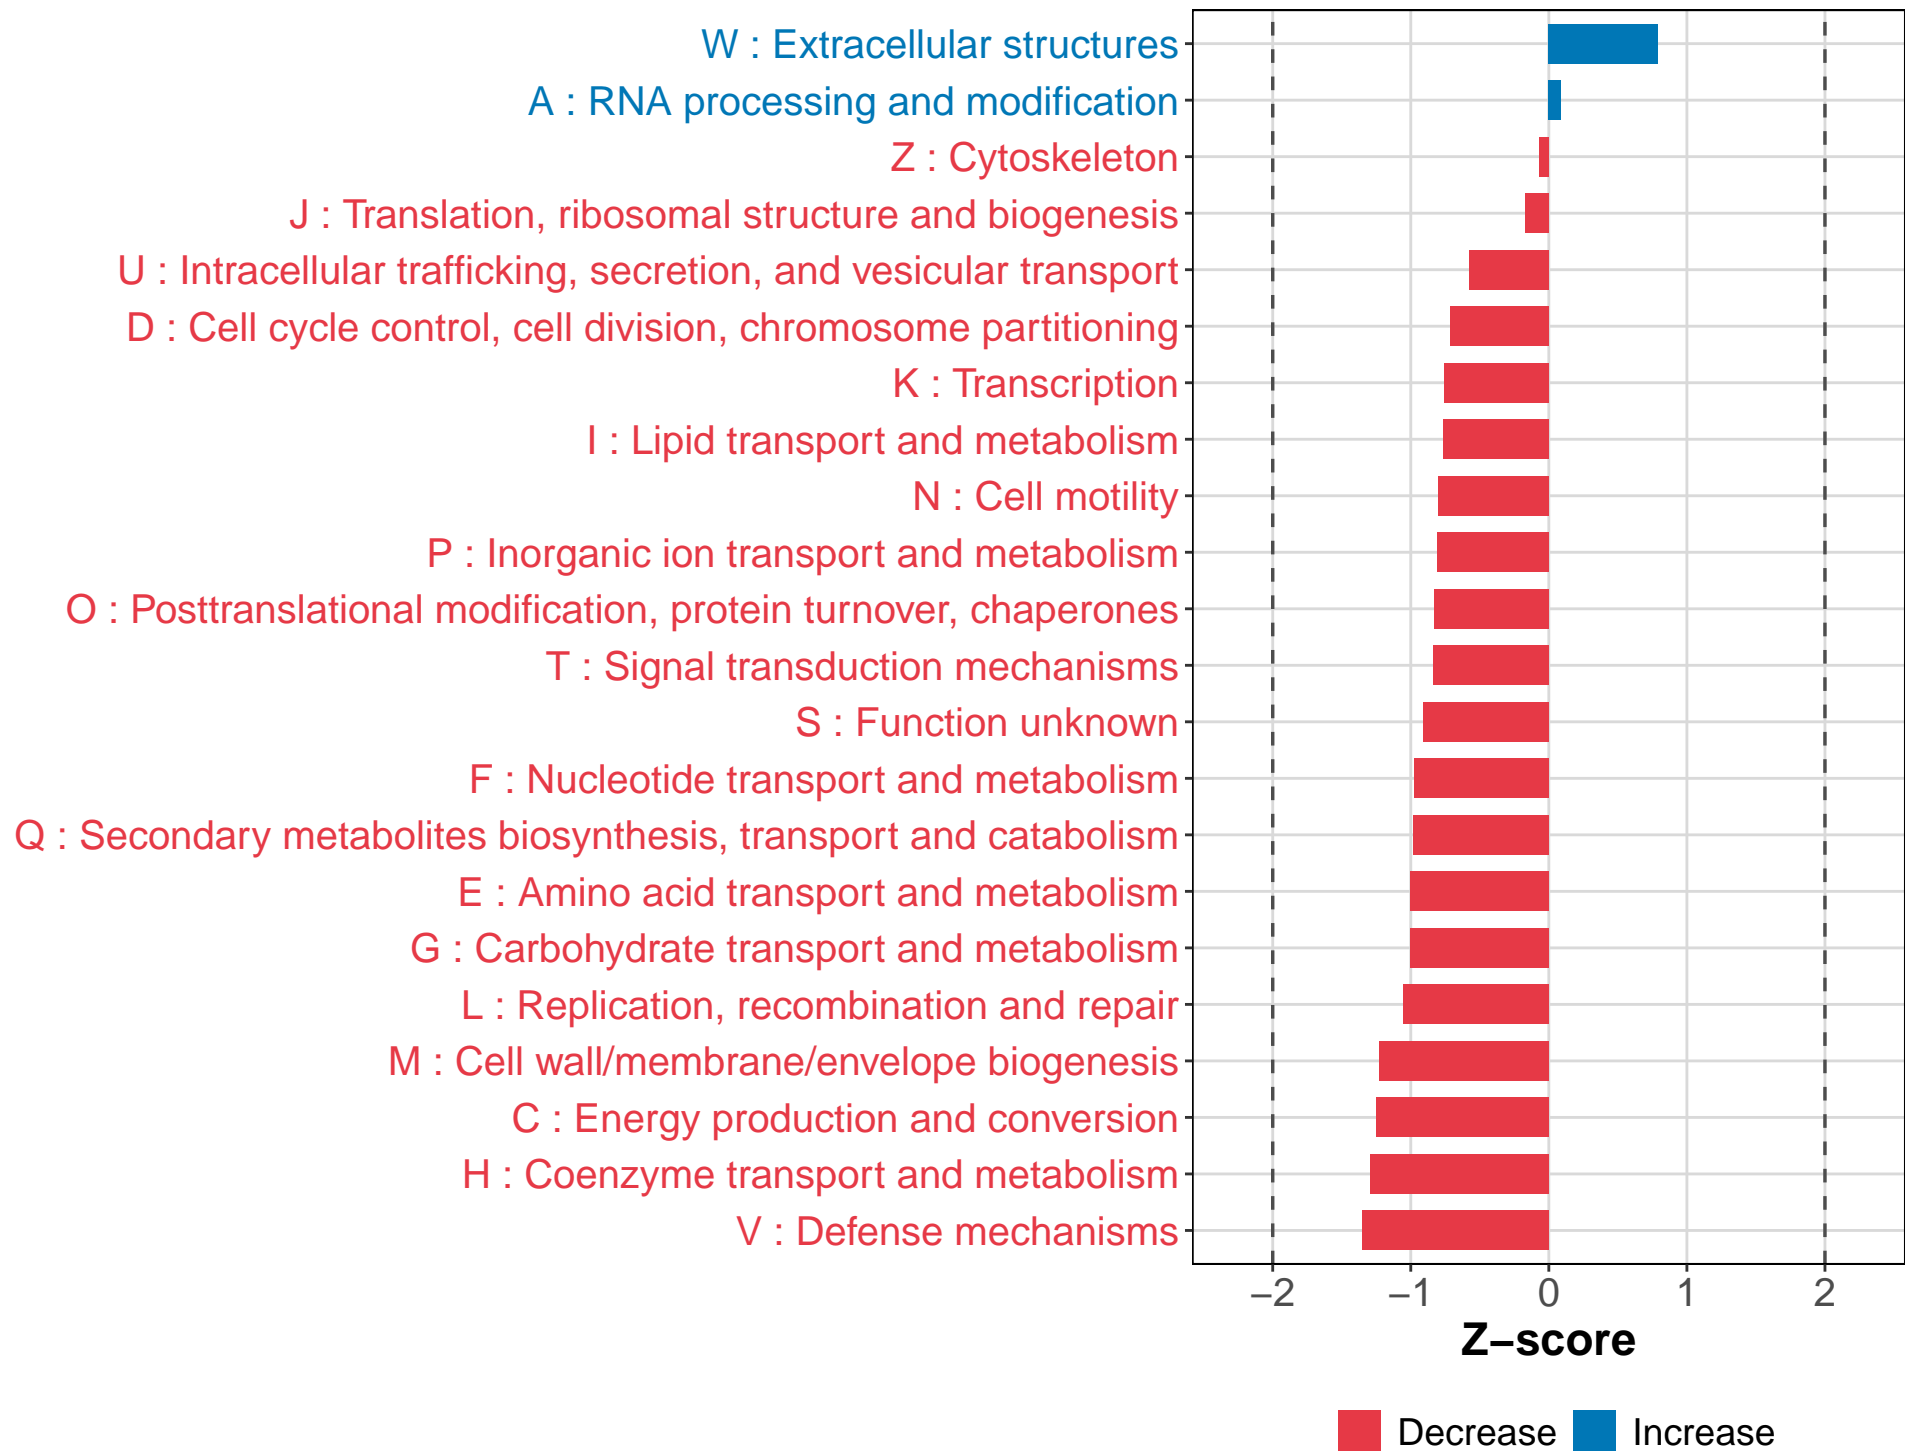 W : Extracellular structures
A : RNA processing and modification
Z : Cytoskeleton
J : Translation, ribosomal structure and biogenesis
U : Intracellular trafficking, secretion, and vesicular transport
D : Cell cycle control, cell division, chromosome partitioning
K : Transcription
I : Lipid transport and metabolism
N : Cell motility
P : Inorganic ion transport and metabolism
O : Posttranslational modification, protein turnover, chaperones
T : Signal transduction mechanisms
S : Function unknown
F : Nucleotide transport and metabolism
Q : Secondary metabolites biosynthesis, transport and catabolism
E : Amino acid transport and metabolism
G : Carbohydrate transport and metabolism
L : Replication, recombination and repair
M : Cell wall/membrane/envelope biogenesis
C : Energy production and conversion
H : Coenzyme transport and metabolism
V : Defense mechanisms
−2 −1 0 1 2
Z−score
Decrease Increase